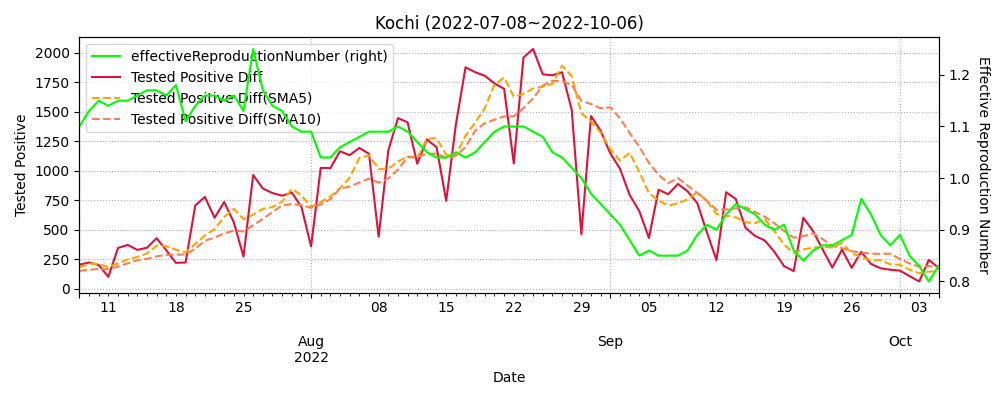 Kochi (2022-07-08~2022-10-06)
effectiveReproductionNumber (right)
Tested Positive Diff
Tested Positive Diff(SMA5)
Tested Positive Diff(SMA10)
Tested Positive
2000
1750
1500
1250
1000
750
500
250
0
Effective Reproduction Number
1.2
1.1
1.0
0.9
0.8
11 18 25 08 15 22 29 05 12 19 26 03
Aug Sep Oct
2022
Date